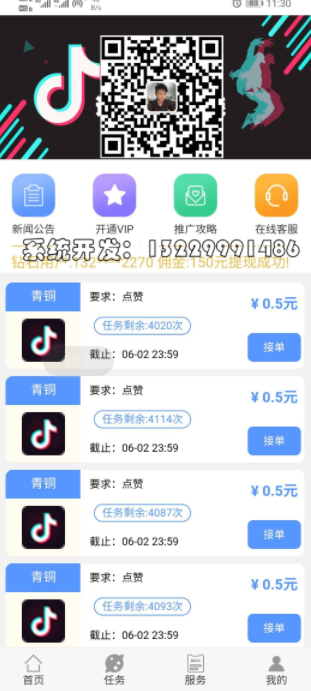 11:30
新闻公告 开通VIP 推广攻略 在线客服
系统开发：13229991486
钻石用户:132****2270 佣金:150元提现成功!
青铜 要求：点赞 ¥0.5元
任务剩余:4020次
接单
截止：06-02 23:59
青铜 要求：点赞 ¥0.5元
任务剩余:4114次
接单
截止：06-02 23:59
青铜 要求：点赞 ¥0.5元
任务剩余:4087次
接单
截止：06-02 23:59
青铜 要求：点赞 ¥0.5元
任务剩余:4093次
接单
首页 任务 服务 我的